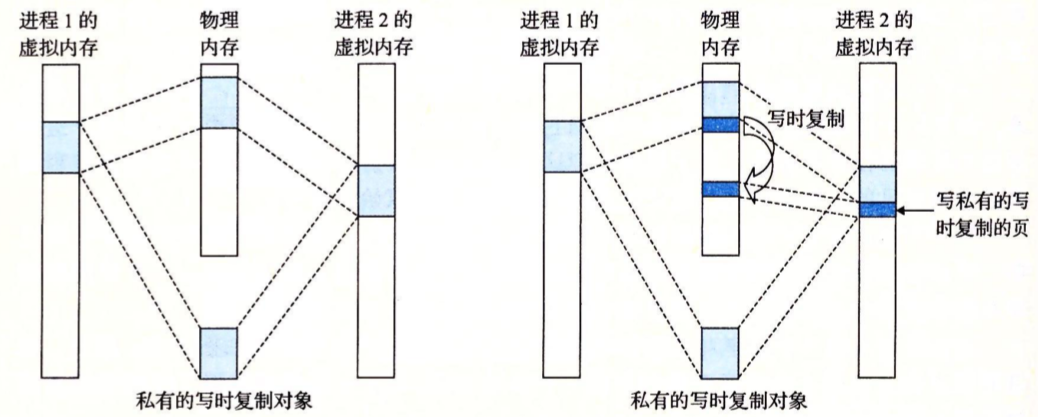 进程 1 的
虚拟内存
物理
内存
进程 2 的
虚拟内存
私有的写时复制对象
进程 1 的
虚拟内存
物理
内存
进程 2 的
虚拟内存
写时复制
写私有的写
时复制的页
私有的写时复制对象